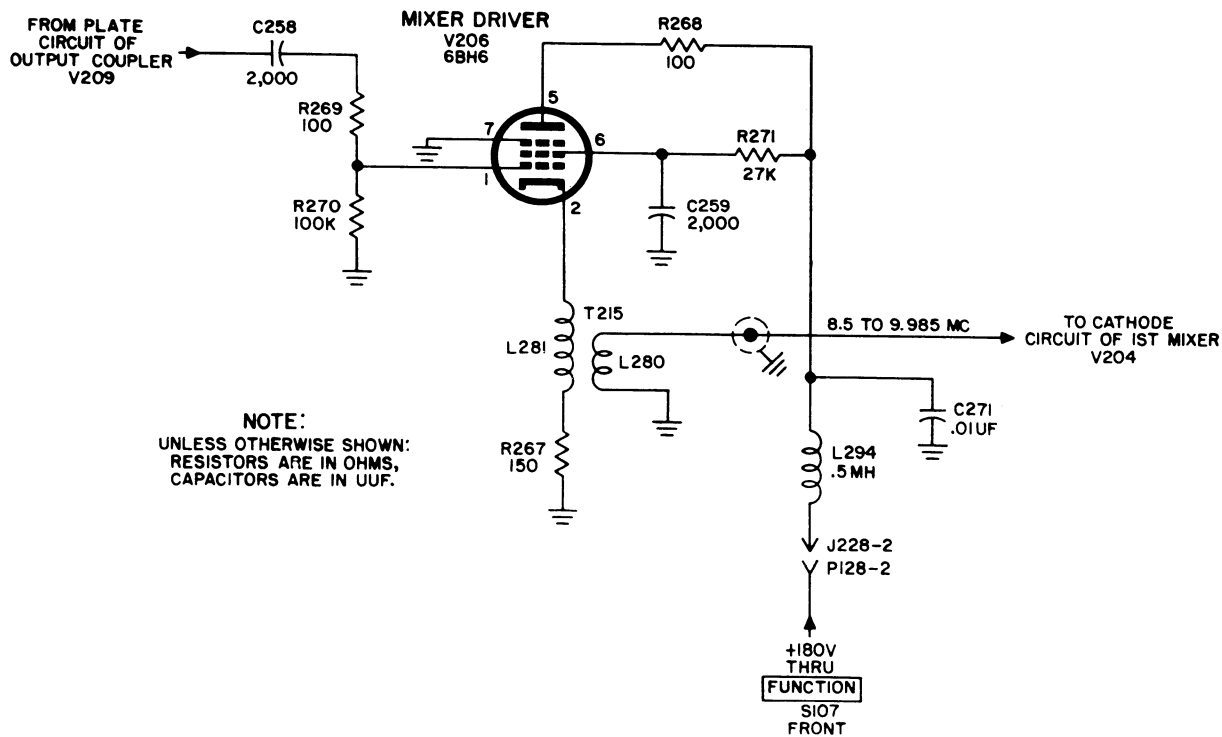 FROM PLATE
CIRCUIT OF
OUTPUT COUPLER
V209
C258
2,000
MIXER DRIVER
V206
6BH6
R268
100
R269
100
5
7
6
1
2
R271
27K
R270
100K
C259
2,000
T215
L281
L280
8.5 TO 9.985 MC
TO CATHODE
CIRCUIT OF 1ST MIXER
V204
C271
.01UF
NOTE:
UNLESS OTHERWISE SHOWN:
RESISTORS ARE IN OHMS,
CAPACITORS ARE IN UUF.
R267
150
L294
.5MH
J228-2
P128-2
+180V
THRU
FUNCTION
S107
FRONT